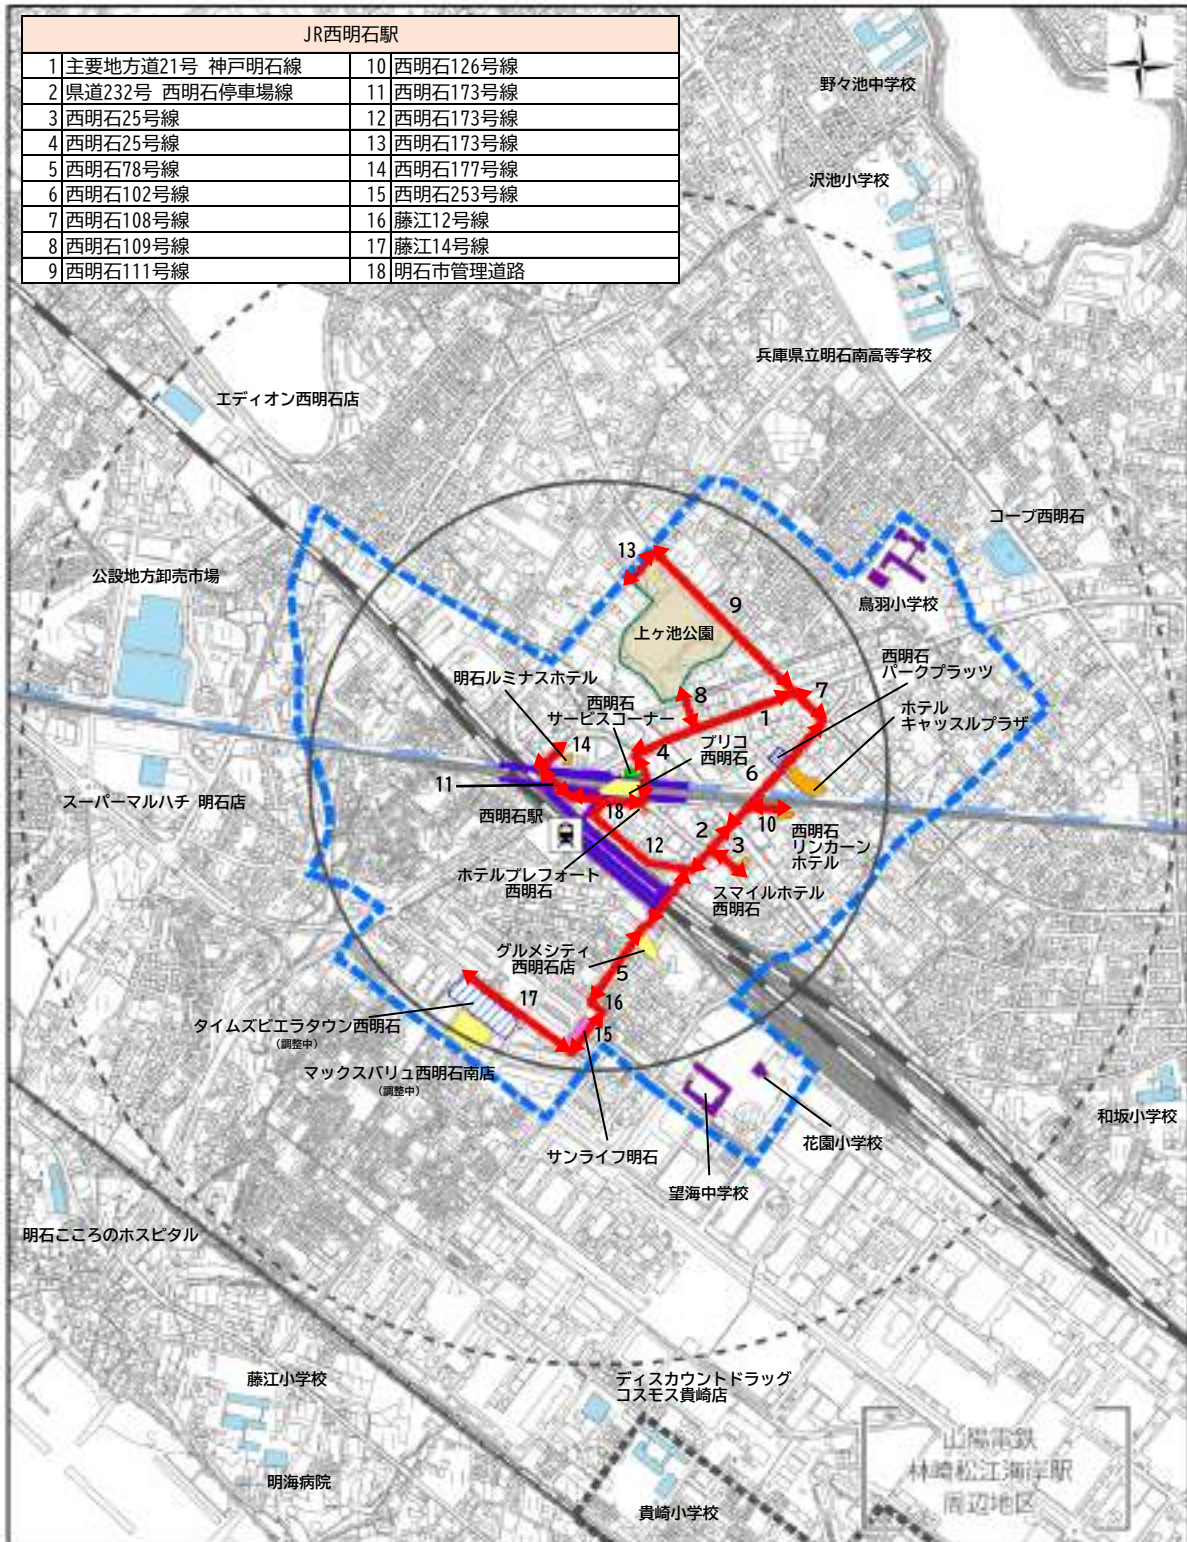 JR西明石駅
1 主要地方道21号 神戸明石線 10 西明石126号線
2 県道232号 西明石停車場線 11 西明石173号線
3 西明石25号線 12 西明石173号線
4 西明石25号線 13 西明石173号線
5 西明石78号線 14 西明石177号線
6 西明石102号線 15 西明石253号線
7 西明石108号線 16 藤江12号線
8 西明石109号線 17 藤江14号線
9 西明石111号線 18 明石市管理道路
N
野々池中学校
沢池小学校
兵庫県立明石南高等学校
エディオン西明石店
コープ西明石
公設地方卸売市場
鳥羽小学校
13
9
上ヶ池公園
西明石
パークプラッツ
明石ルミナスホテル
西明石
サービスコーナー
8
7
1
ホテル
キャッスルプラザ
14
4
プリコ
西明石
6
11
スーパーマルハチ 明石店
西明石駅
18
10
2
3
12
西明石
リンカーン
ホテル
ホテルプレフォート
西明石
スマイルホテル
西明石
グルメシティ
西明石店
5
17
16
15
タイムズビエラタウン西明石
(調整中)
マックスバリュ西明石南店
(調整中)
和坂小学校
花園小学校
サンライフ明石
望海中学校
明石こころのホスピタル
藤江小学校
ディスカウントドラッグ
コスモス貴崎店
山陽電鉄
林崎松江海岸駅
周辺地区
明海病院
貴崎小学校